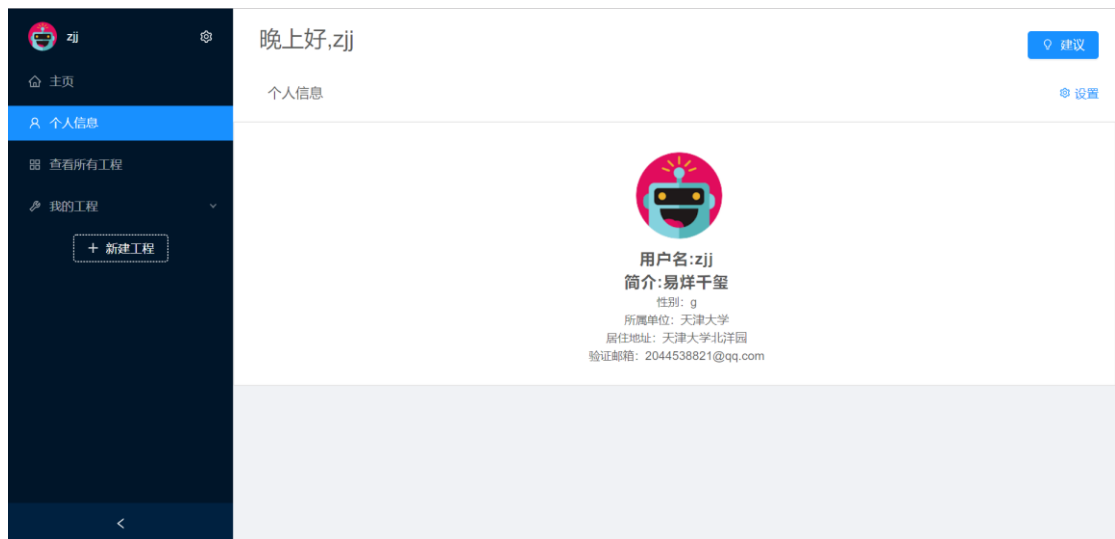 zjj
主页
个人信息
查看所有工程
我的工程
+ 新建工程
晚上好,zjj
建议
个人信息
设置
用户名:zjj
简介:易烊千玺
性别：g
所属单位：天津大学
居住地址：天津大学北洋园
验证邮箱：2044538821@qq.com